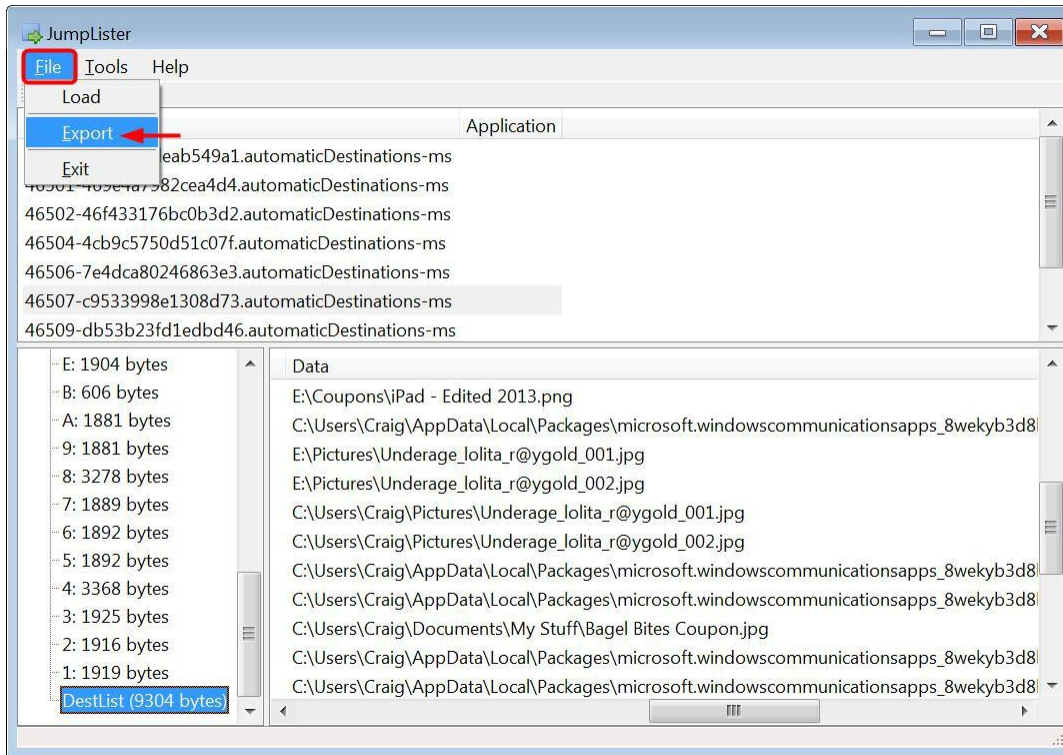 JumpLister
File Tools Help
Load
Export
Exit
Application
eab549a1.automaticDestinations-ms
46501-469e4a7982cea4d4.automaticDestinations-ms
46502-46f433176bc0b3d2.automaticDestinations-ms
46504-4cb9c5750d51c07f.automaticDestinations-ms
46506-7e4dca80246863e3.automaticDestinations-ms
46507-c9533998e1308d73.automaticDestinations-ms
46509-db53b23fd1edbd46.automaticDestinations-ms
E: 1904 bytes
B: 606 bytes
A: 1881 bytes
9: 1881 bytes
8: 3278 bytes
7: 1889 bytes
6: 1892 bytes
5: 1892 bytes
4: 3368 bytes
3: 1925 bytes
2: 1916 bytes
1: 1919 bytes
DestList (9304 bytes)
Data
E:\Coupons\iPad - Edited 2013.png
C:\Users\Craig\AppData\Local\Packages\microsoft.windowscommunicationsapps_8wekyb3d8
E:\Pictures\Underage_lolita_r@ygold_001.jpg
E:\Pictures\Underage_lolita_r@ygold_002.jpg
C:\Users\Craig\Pictures\Underage_lolita_r@ygold_001.jpg
C:\Users\Craig\Pictures\Underage_lolita_r@ygold_002.jpg
C:\Users\Craig\AppData\Local\Packages\microsoft.windowscommunicationsapps_8wekyb3d8
C:\Users\Craig\AppData\Local\Packages\microsoft.windowscommunicationsapps_8wekyb3d8
C:\Users\Craig\Documents\My Stuff\Bagel Bites Coupon.jpg
C:\Users\Craig\AppData\Local\Packages\microsoft.windowscommunicationsapps_8wekyb3d8
C:\Users\Craig\AppData\Local\Packages\microsoft.windowscommunicationsapps_8wekyb3d8